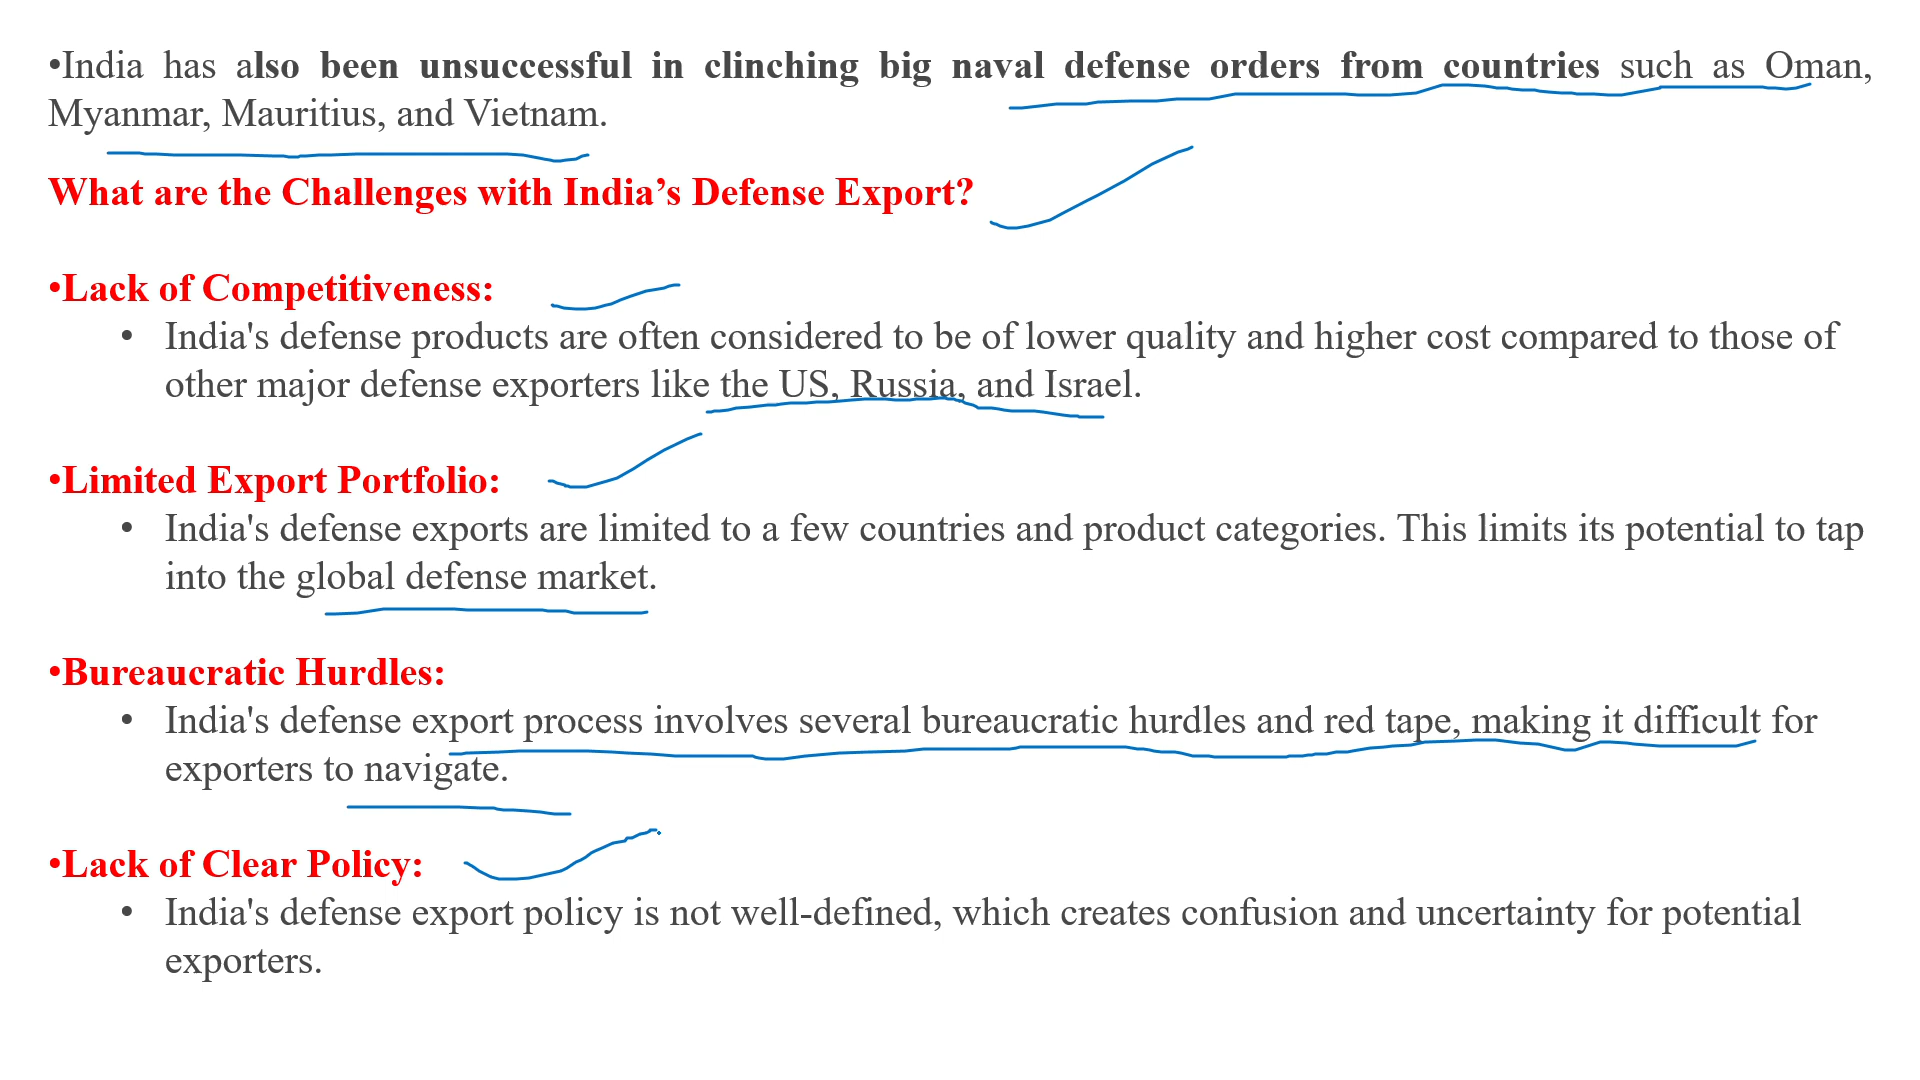 •India has also been unsuccessful in clinching big naval defense orders from countries such as Oman,
Myanmar, Mauritius, and Vietnam.
What are the Challenges with India’s Defense Export?
•Lack of Competitiveness:
• India's defense products are often considered to be of lower quality and higher cost compared to those of
other major defense exporters like the US, Russia, and Israel.
•Limited Export Portfolio:
• India's defense exports are limited to a few countries and product categories. This limits its potential to tap
into the global defense market.
•Bureaucratic Hurdles:
• India's defense export process involves several bureaucratic hurdles and red tape, making it difficult for
exporters to navigate.
•Lack of Clear Policy:
• India's defense export policy is not well-defined, which creates confusion and uncertainty for potential
exporters.